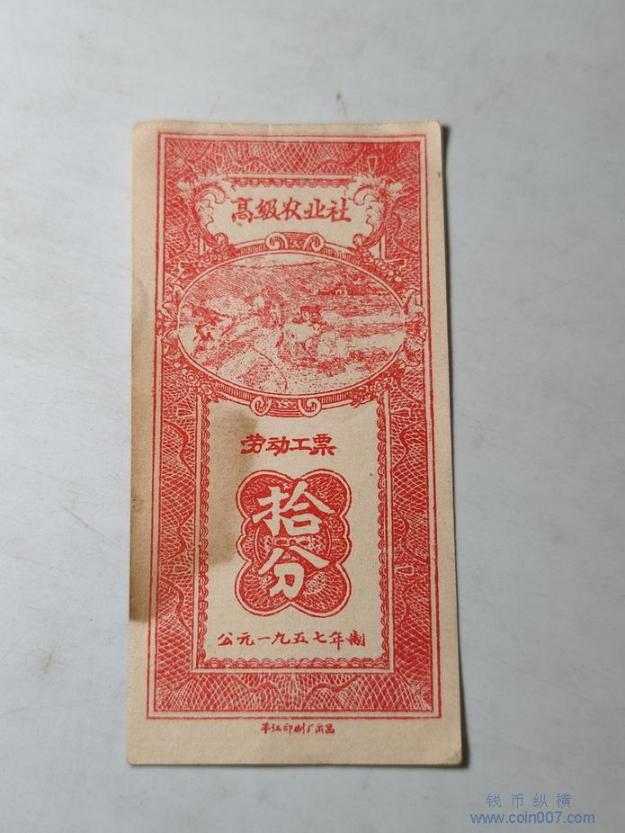 高级农业社
劳动工票
拾
分
公元一九五七年制
钱币纵横
www.coin007.com